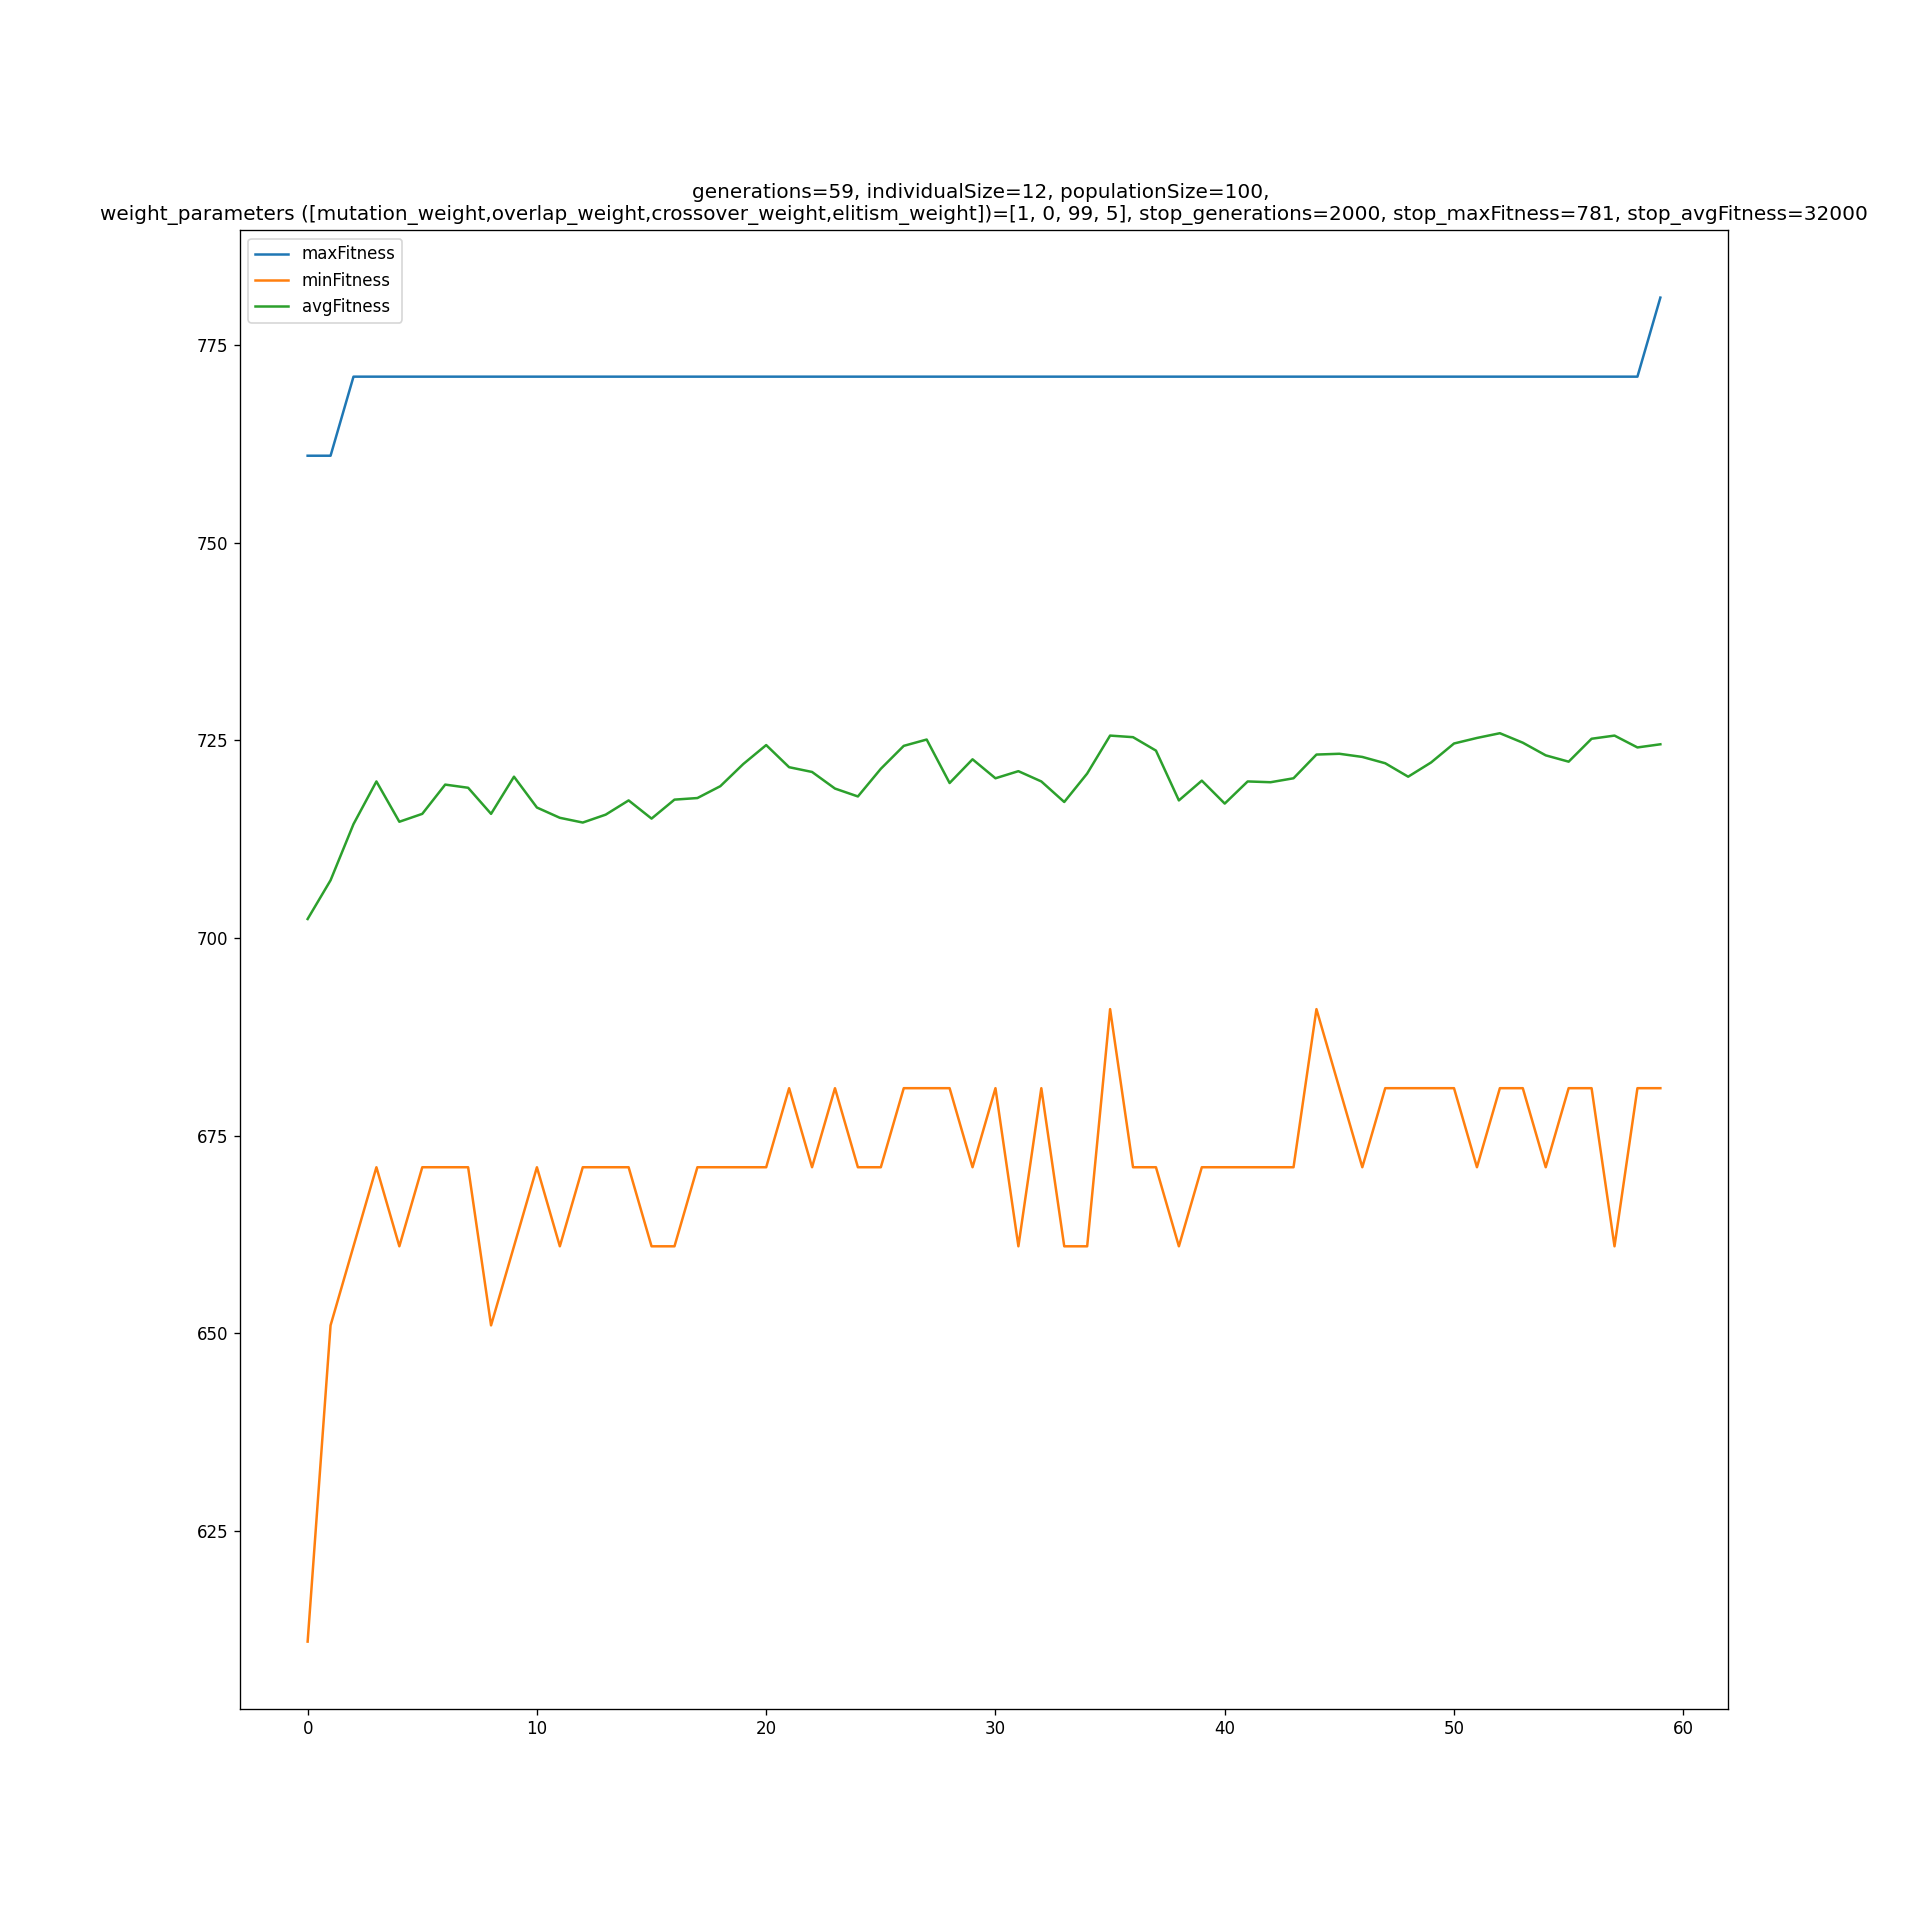 generations=59, individualSize=12, populationSize=100,
weight_parameters ([mutation_weight,overlap_weight,crossover_weight,elitism_weight])=[1, 0, 99, 5], stop_generations=2000, stop_maxFitness=781, stop_avgFitness=32000
maxFitness
minFitness
avgFitness
775
750
725
700
675
650
625
0 10 20 30 40 50 60